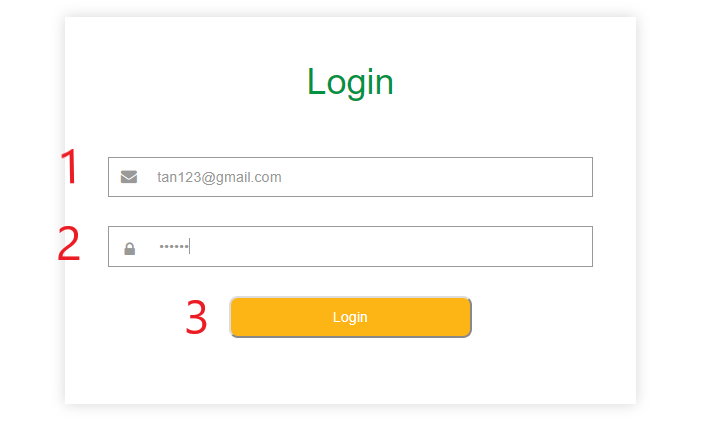 Login
1
tan123@gmail.com
2
••••••
3 Login